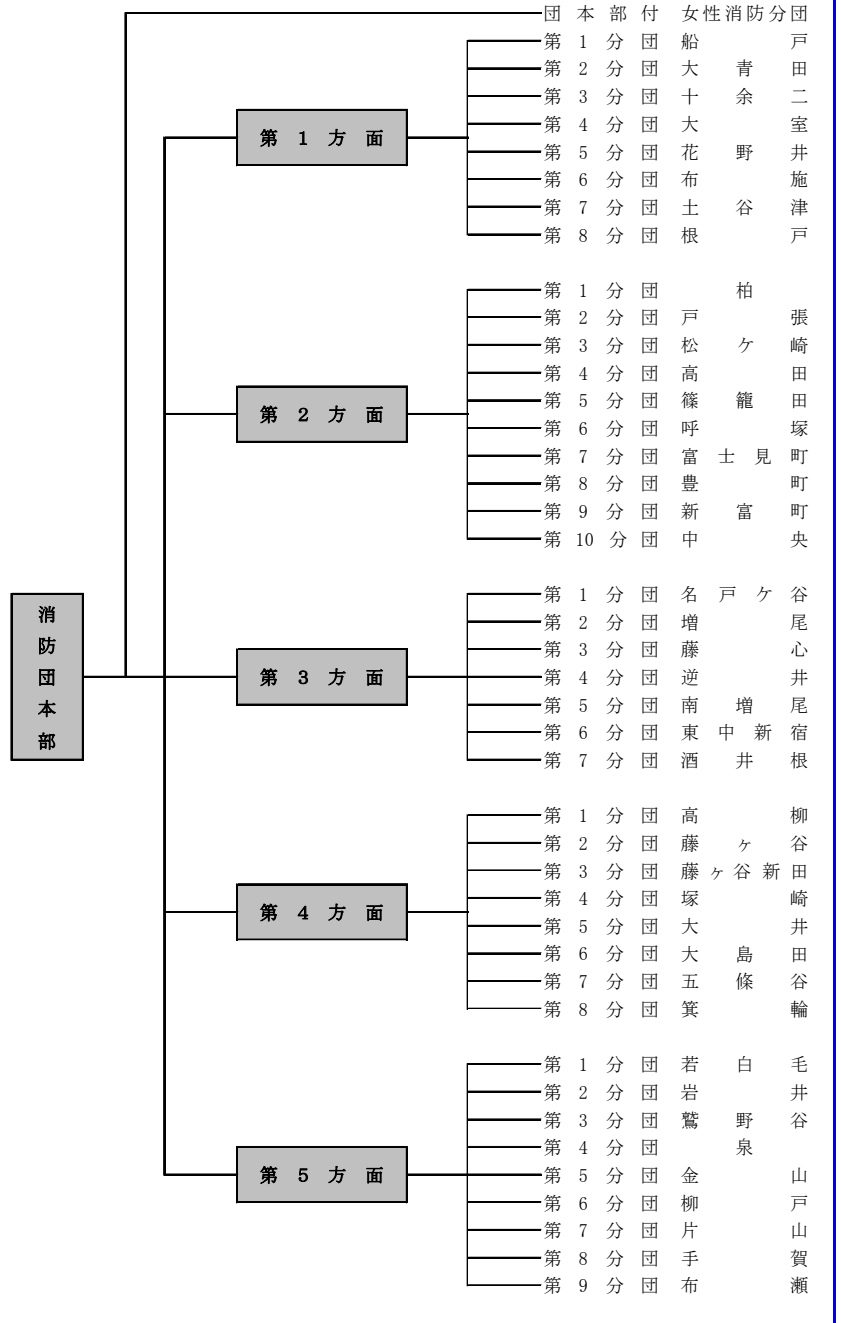 団本部付 女性消防分団
第1分団 船戸
第2分団 大青田
第3分団 十余二
第4分団 大室
第1方面
第5分団 花野井
第6分団 布施
第7分団 土谷津
第8分団 根戸
第1分団 柏
第2分団 戸張
第3分団 松ケ崎
第4分団 高田
第5分団 篠籠田
第2方面
第6分団 呼塚
第7分団 富士見町
第8分団 豊町
第9分団 新富町
第10分団 中央
消防団本部
第1分団 名戸ケ谷
第2分団 増尾
第3分団 藤心
第3方面
第4分団 逆井
第5分団 南増尾
第6分団 東中新宿
第7分団 酒井根
第1分団 高柳
第2分団 藤ヶ谷
第3分団 藤ヶ谷新田
第4分団 塚崎
第4方面
第5分団 大井
第6分団 大島田
第7分団 五條谷
第8分団 箕輪
第1分団 若白毛
第2分団 岩井
第3分団 鷲野谷
第4分団 泉
第5方面
第5分団 金山
第6分団 柳戸
第7分団 片山
第8分団 手賀
第9分団 布瀬